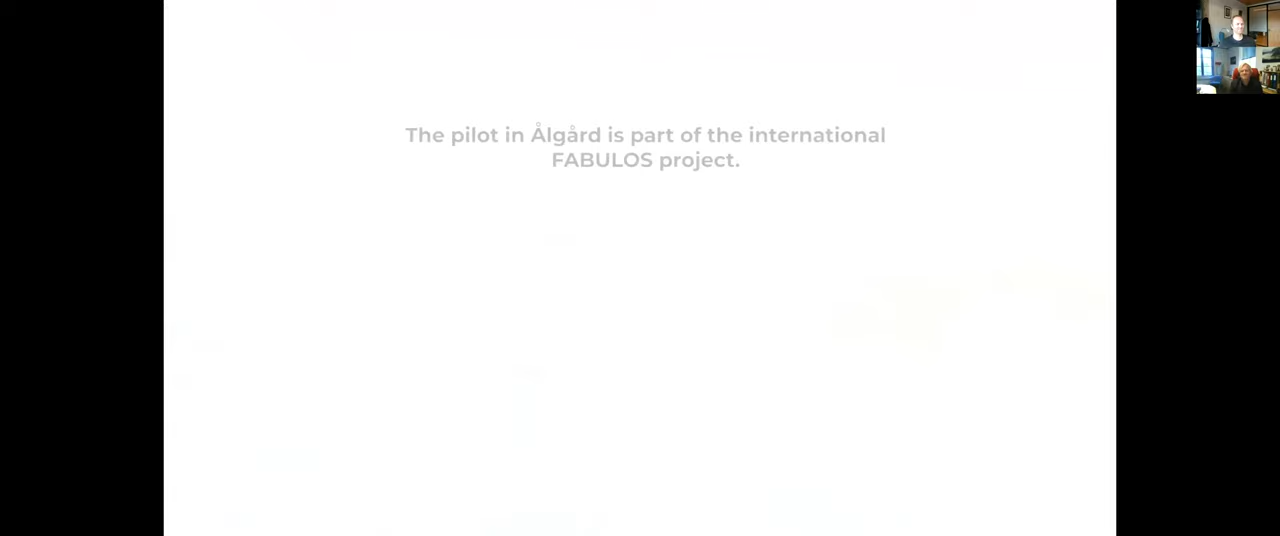 The pilot in Ålgård is part of the international
FABULOS project.